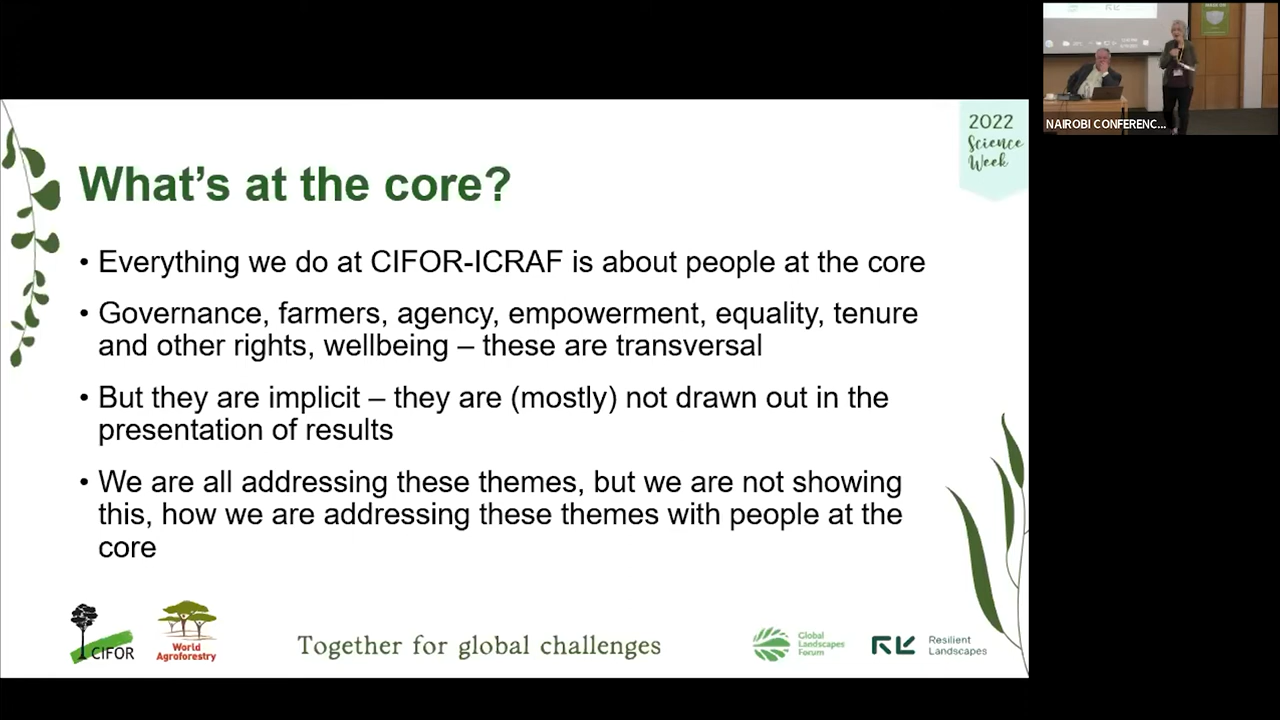 NAIROBI CONFERENC...
2022
Science
Week
What's at the core?
• Everything we do at CIFOR-ICRAF is about people at the core
• Governance, farmers, agency, empowerment, equality, tenure
and other rights, wellbeing – these are transversal
• But they are implicit – they are (mostly) not drawn out in the
presentation of results
• We are all addressing these themes, but we are not showing
this, how we are addressing these themes with people at the
core
CIFOR
World
Agroforestry
Together for global challenges
Global
Landscapes
Forum
Resilient
Landscapes